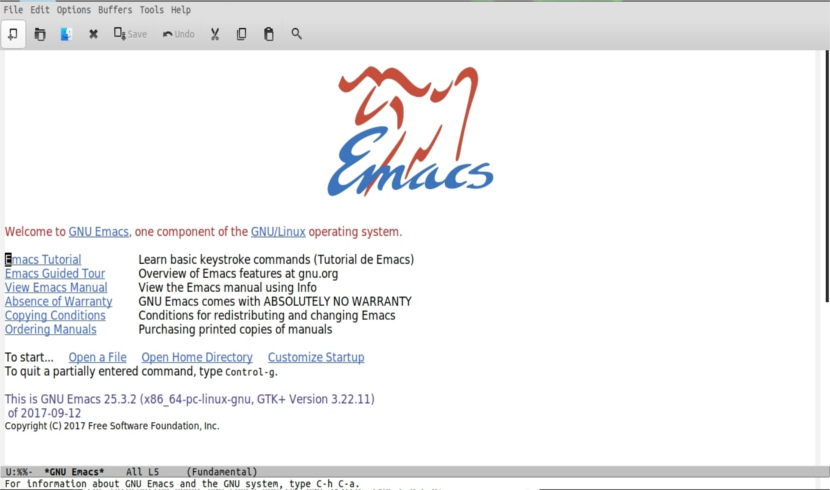 File Edit Options Buffers Tools Help
Save Undo
Emacs
Welcome to GNU Emacs, one component of the GNU/Linux operating system.
Emacs Tutorial Learn basic keystroke commands (Tutorial de Emacs)
Emacs Guided Tour Overview of Emacs features at gnu.org
View Emacs Manual View the Emacs manual using Info
Absence of Warranty GNU Emacs comes with ABSOLUTELY NO WARRANTY
Copying Conditions Conditions for redistributing and changing Emacs
Ordering Manuals Purchasing printed copies of manuals
To start... Open a File Open Home Directory Customize Startup
To quit a partially entered command, type Control-g.
This is GNU Emacs 25.3.2 (x86_64-pc-linux-gnu, GTK+ Version 3.22.11)
of 2017-09-12
Copyright (C) 2017 Free Software Foundation, Inc.
U:%%- *GNU Emacs* All L5 (Fundamental)
For information about GNU Emacs and the GNU system, type C-h C-a.